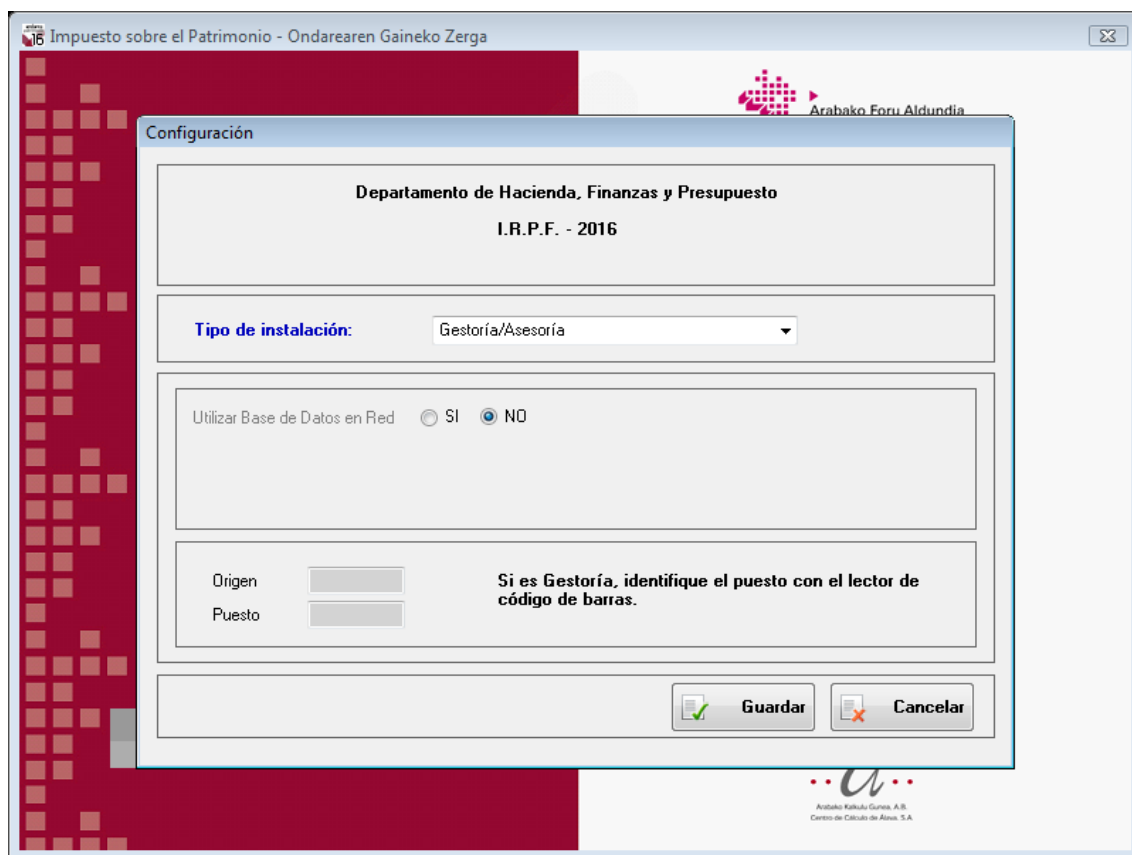 Impuesto sobre el Patrimonio - Ondarearen Gaineko Zerga
Arabako Foru Aldundia
Configuración
Departamento de Hacienda, Finanzas y Presupuesto
I.R.P.F. - 2016
Tipo de instalación:
Gestoría/Asesoría
Utilizar Base de Datos en Red
SI
NO
Origen
Si es Gestoría, identifique el puesto con el lector de
código de barras.
Puesto
Guardar
Cancelar
Arabako Kalkulu Gunea, A.B.
Centro de Cálculo de Álava, S.A.